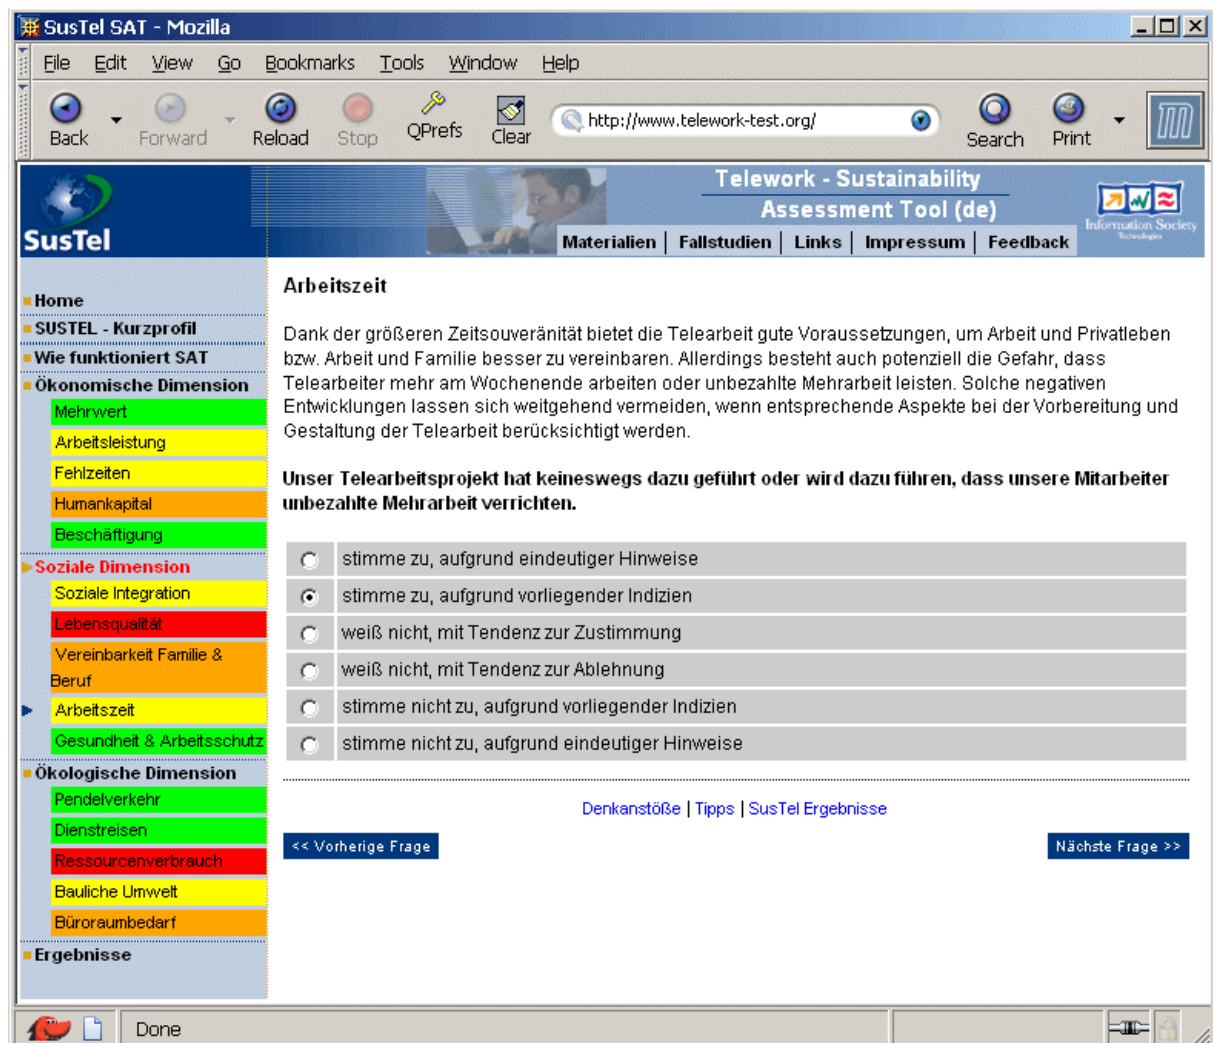 SusTel SAT - Mozilla
File Edit View Go Bookmarks Tools Window Help
Back Forward Reload Stop QPrefs Clear http://www.telework-test.org/ Search Print
SusTel
Telework - Sustainability
Assessment Tool (de)
Information Society
Technologies
Materialien | Fallstudien | Links | Impressum | Feedback
Home
SUSTEL - Kurzprofil
Wie funktioniert SAT
Ökonomische Dimension
Mehrwert
Arbeitsleistung
Fehlzeiten
Humankapital
Beschäftigung
Soziale Dimension
Soziale Integration
Lebensqualität
Vereinbarkeit Familie &
Beruf
Arbeitszeit
Gesundheit & Arbeitsschutz
Ökologische Dimension
Pendelverkehr
Dienstreisen
Ressourcenverbrauch
Bauliche Umwelt
Büroraumbedarf
Ergebnisse
Arbeitszeit
Dank der größeren Zeitsouveränität bietet die Telearbeit gute Voraussetzungen, um Arbeit und Privatleben
bzw. Arbeit und Familie besser zu vereinbaren. Allerdings besteht auch potenziell die Gefahr, dass
Telearbeiter mehr am Wochenende arbeiten oder unbezahlte Mehrarbeit leisten. Solche negativen
Entwicklungen lassen sich weitgehend vermeiden, wenn entsprechende Aspekte bei der Vorbereitung und
Gestaltung der Telearbeit berücksichtigt werden.
Unser Telearbeitsprojekt hat keineswegs dazu geführt oder wird dazu führen, dass unsere Mitarbeiter
unbezahlte Mehrarbeit verrichten.
stimme zu, aufgrund eindeutiger Hinweise
stimme zu, aufgrund vorliegender Indizien
weiß nicht, mit Tendenz zur Zustimmung
weiß nicht, mit Tendenz zur Ablehnung
stimme nicht zu, aufgrund vorliegender Indizien
stimme nicht zu, aufgrund eindeutiger Hinweise
Denkanstöße | Tipps | SusTel Ergebnisse
<< Vorherige Frage
Nächste Frage >>
Done